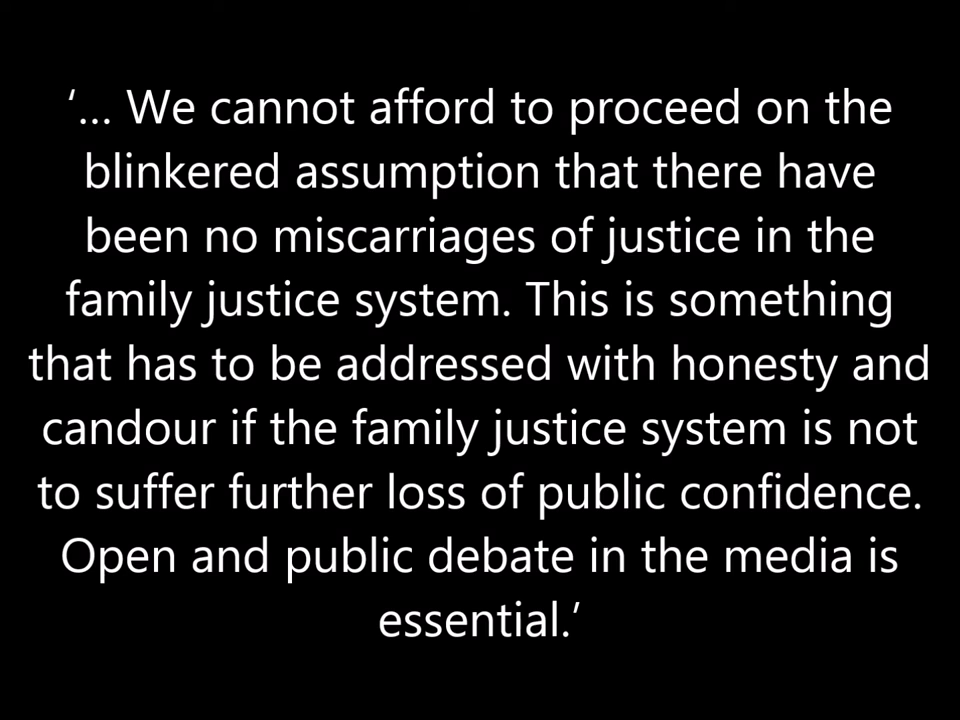 ‘... We cannot afford to proceed on the
blinkered assumption that there have
been no miscarriages of justice in the
family justice system. This is something
that has to be addressed with honesty and
candour if the family justice system is not
to suffer further loss of public confidence.
Open and public debate in the media is
essential.’